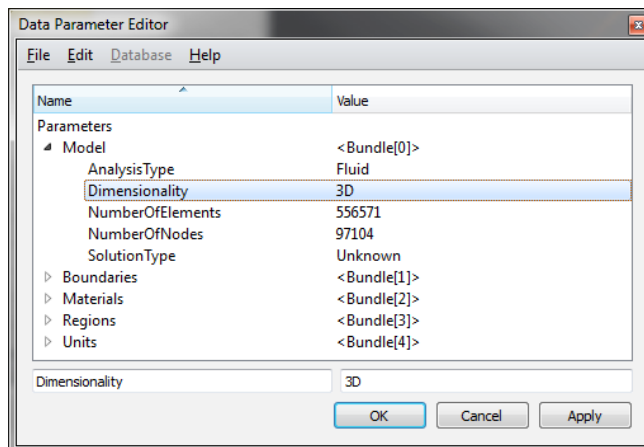 Data Parameter Editor
File Edit Database Help
Name Value
Parameters
Model <Bundle[0]>
AnalysisType Fluid
Dimensionality 3D
NumberOfElements 556571
NumberOfNodes 97104
SolutionType Unknown
Boundaries <Bundle[1]>
Materials <Bundle[2]>
Regions <Bundle[3]>
Units <Bundle[4]>
Dimensionality 3D
OK Cancel Apply